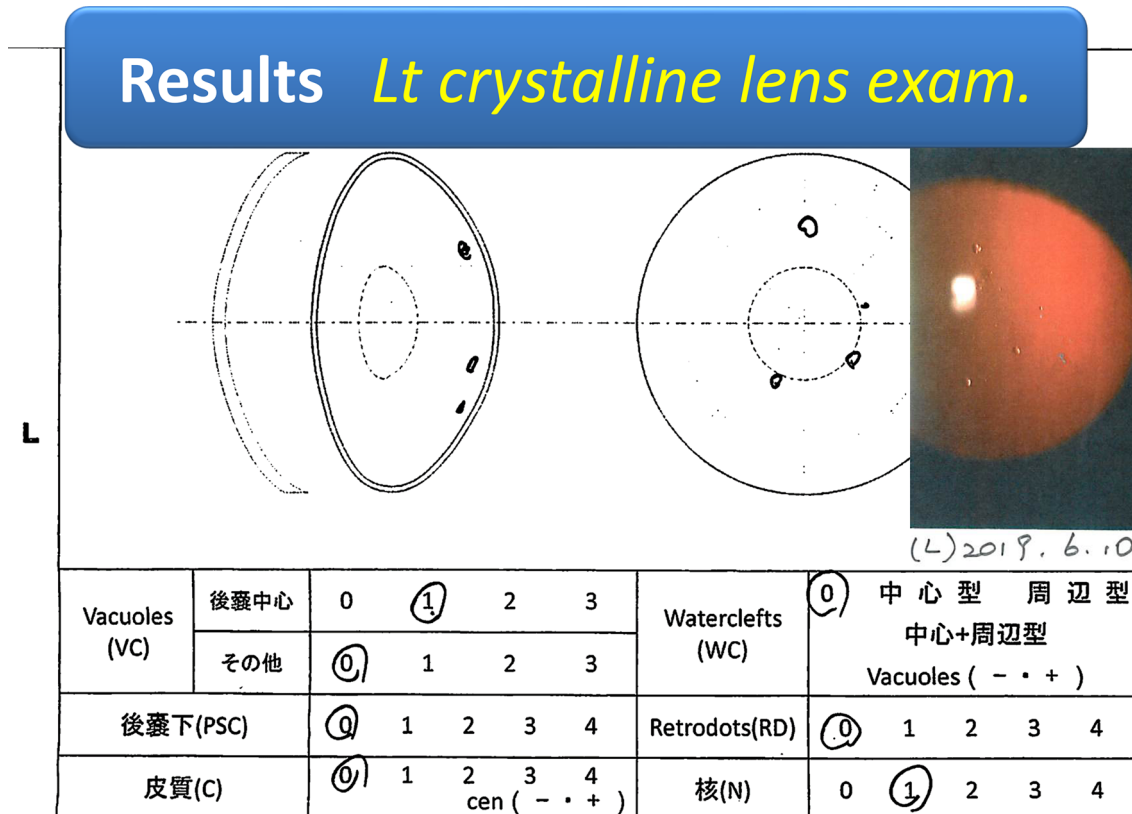 Results Lt crystalline lens exam.
L
(L) 2019. 6. 10
Vacuoles (VC) 後嚢中心 0 1 2 3
その他 0 1 2 3
Waterclefts (WC) 0 中心型 周辺型
中心+周辺型
Vacuoles ( − ・ + )
後嚢下(PSC) 0 1 2 3 4 Retrodots(RD) 0 1 2 3 4
皮質(C) 0 1 2 3 4
cen ( − ・ + )
核(N) 0 1 2 3 4